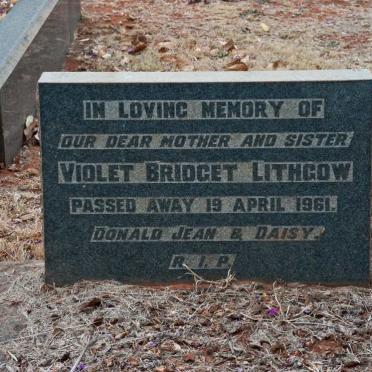 IN LOVING MEMORY OF
OUR DEAR MOTHER AND SISTER
VIOLET BRIDGET LITHGOW
PASSED AWAY 19 APRIL 1961.
DONALD JEAN & DAISY.
R.I.P.